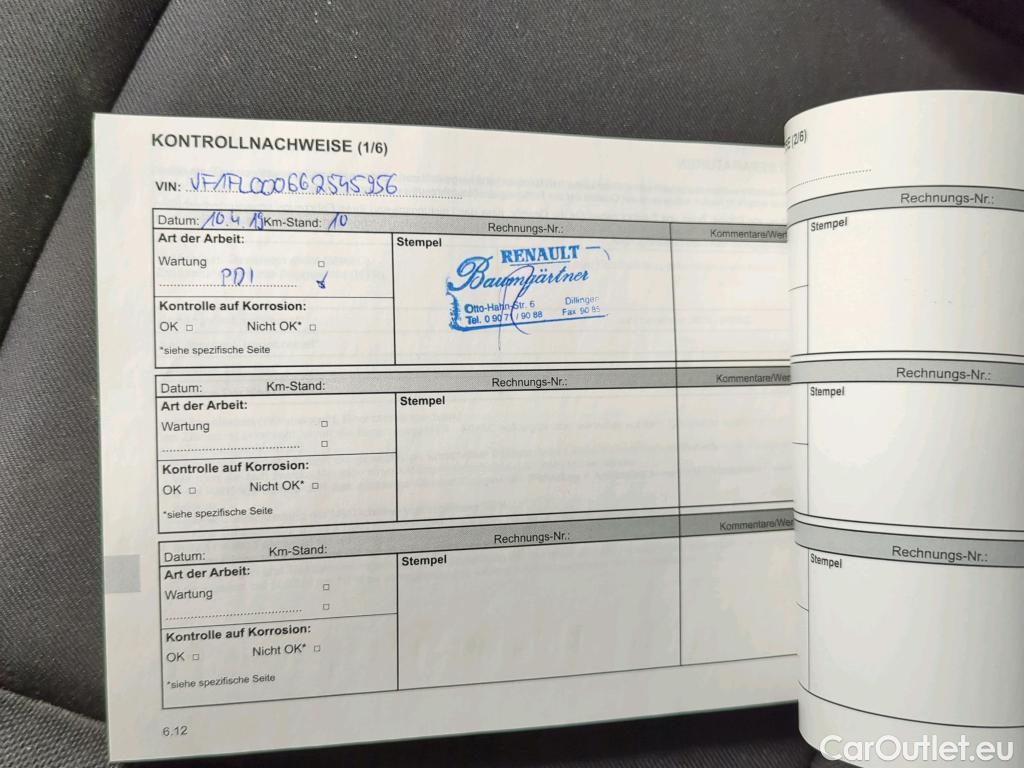 KONTROLLNACHWEISE (1/6)
VIN: VF1FL000662545956
Datum: 10.4.19 Km-Stand: 10 Rechnungs-Nr.: Kommentare/Wer
Art der Arbeit:
Wartung
PDI
Kontrolle auf Korrosion:
OK Nicht OK*
*siehe spezifische Seite
Stempel
RENAULT
Baumgärtner
Otto-Hahn-Str. 6 Dillingen
Tel. 0 90 71 / 90 88 Fax 90 85
Datum: Km-Stand: Rechnungs-Nr.: Kommentare/Wer
Art der Arbeit:
Wartung
Kontrolle auf Korrosion:
OK Nicht OK*
*siehe spezifische Seite
Stempel
Datum: Km-Stand: Rechnungs-Nr.: Kommentare/Wer
Art der Arbeit:
Wartung
Kontrolle auf Korrosion:
OK Nicht OK*
*siehe spezifische Seite
Stempel
6.12
SE (2/6)
Rechnungs-Nr.:
Stempel
Rechnungs-Nr.:
Stempel
Rechnungs-Nr.:
Stempel
CarOutlet.eu